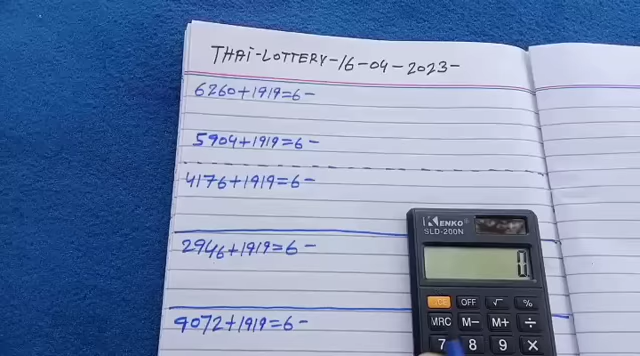 THAI-LOTTERY-16-04-2023-
6260+1919=6-
5904+1919=6-
4176+1919=6-
2946+1919=6-
9072+1919=6-
KENKO
SLD-200N
0
OFF √ %
MRC M- M+ ÷
7 8 9 ×